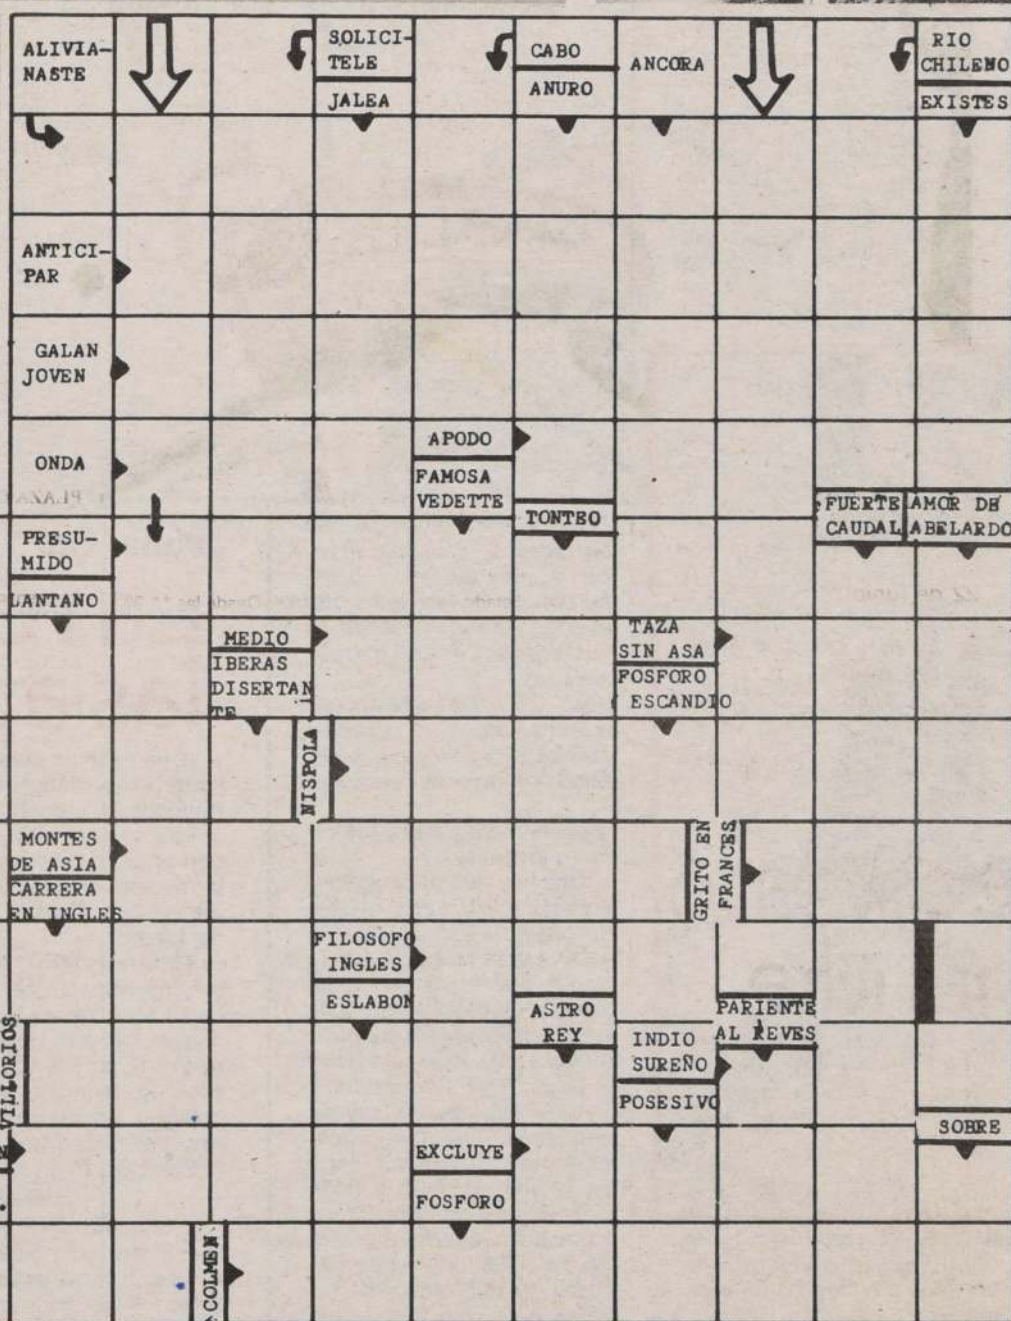 ALIVIA-
NASTE
SOLICI-
TELE
JALEA
CABO
ANURO
ANCORA
RIO
CHILENO
EXISTES
ANTICI-
PAR
GALAN
JOVEN
ONDA
APODO
FAMOSA
VEDETTE
TONTEO
FUERTE
CAUDAL
AMOR DE
ABELARDO
PRESU-
MIDO
LANTANO
MEDIO
IBERAS
DISERTAN
TE
TAZA
SIN ASA
FOSFORO
ESCANDIO
NISPOLA
MONTES
DE ASIA
CARRERA
EN INGLES
GRITO EN
FRANCES
FILOSOFO
INGLES
ESLABON
ASTRO
REY
PARIENTE
AL REVES
VILLORIOS
INDIO
SUREÑO
POSESIVO
SOBRE
EXCLUYE
FOSFORO
COLMEN